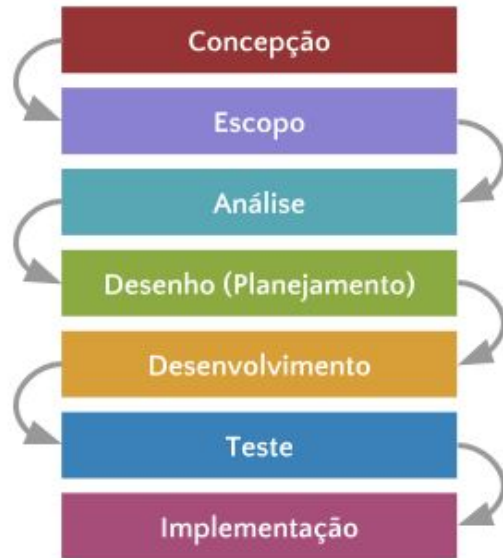 Concepção
Escopo
Análise
Desenho (Planejamento)
Desenvolvimento
Teste
Implementação